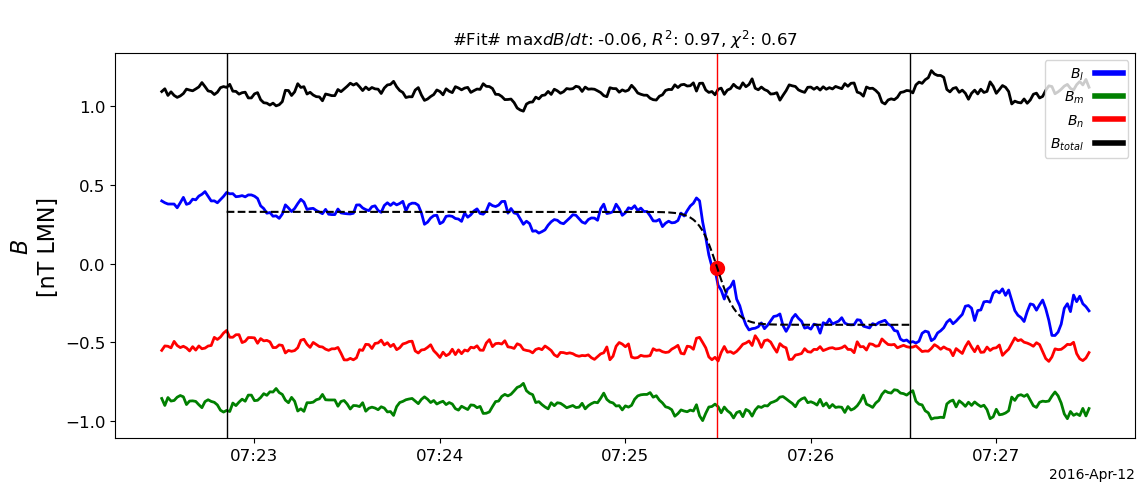 #Fit# maxdB/dt: -0.06, R²: 0.97, χ²: 0.67
B
[nT LMN]
1.0
0.5
0.0
−0.5
−1.0
B_l
B_m
B_n
B_total
07:23
07:24
07:25
07:26
07:27
2016-Apr-12